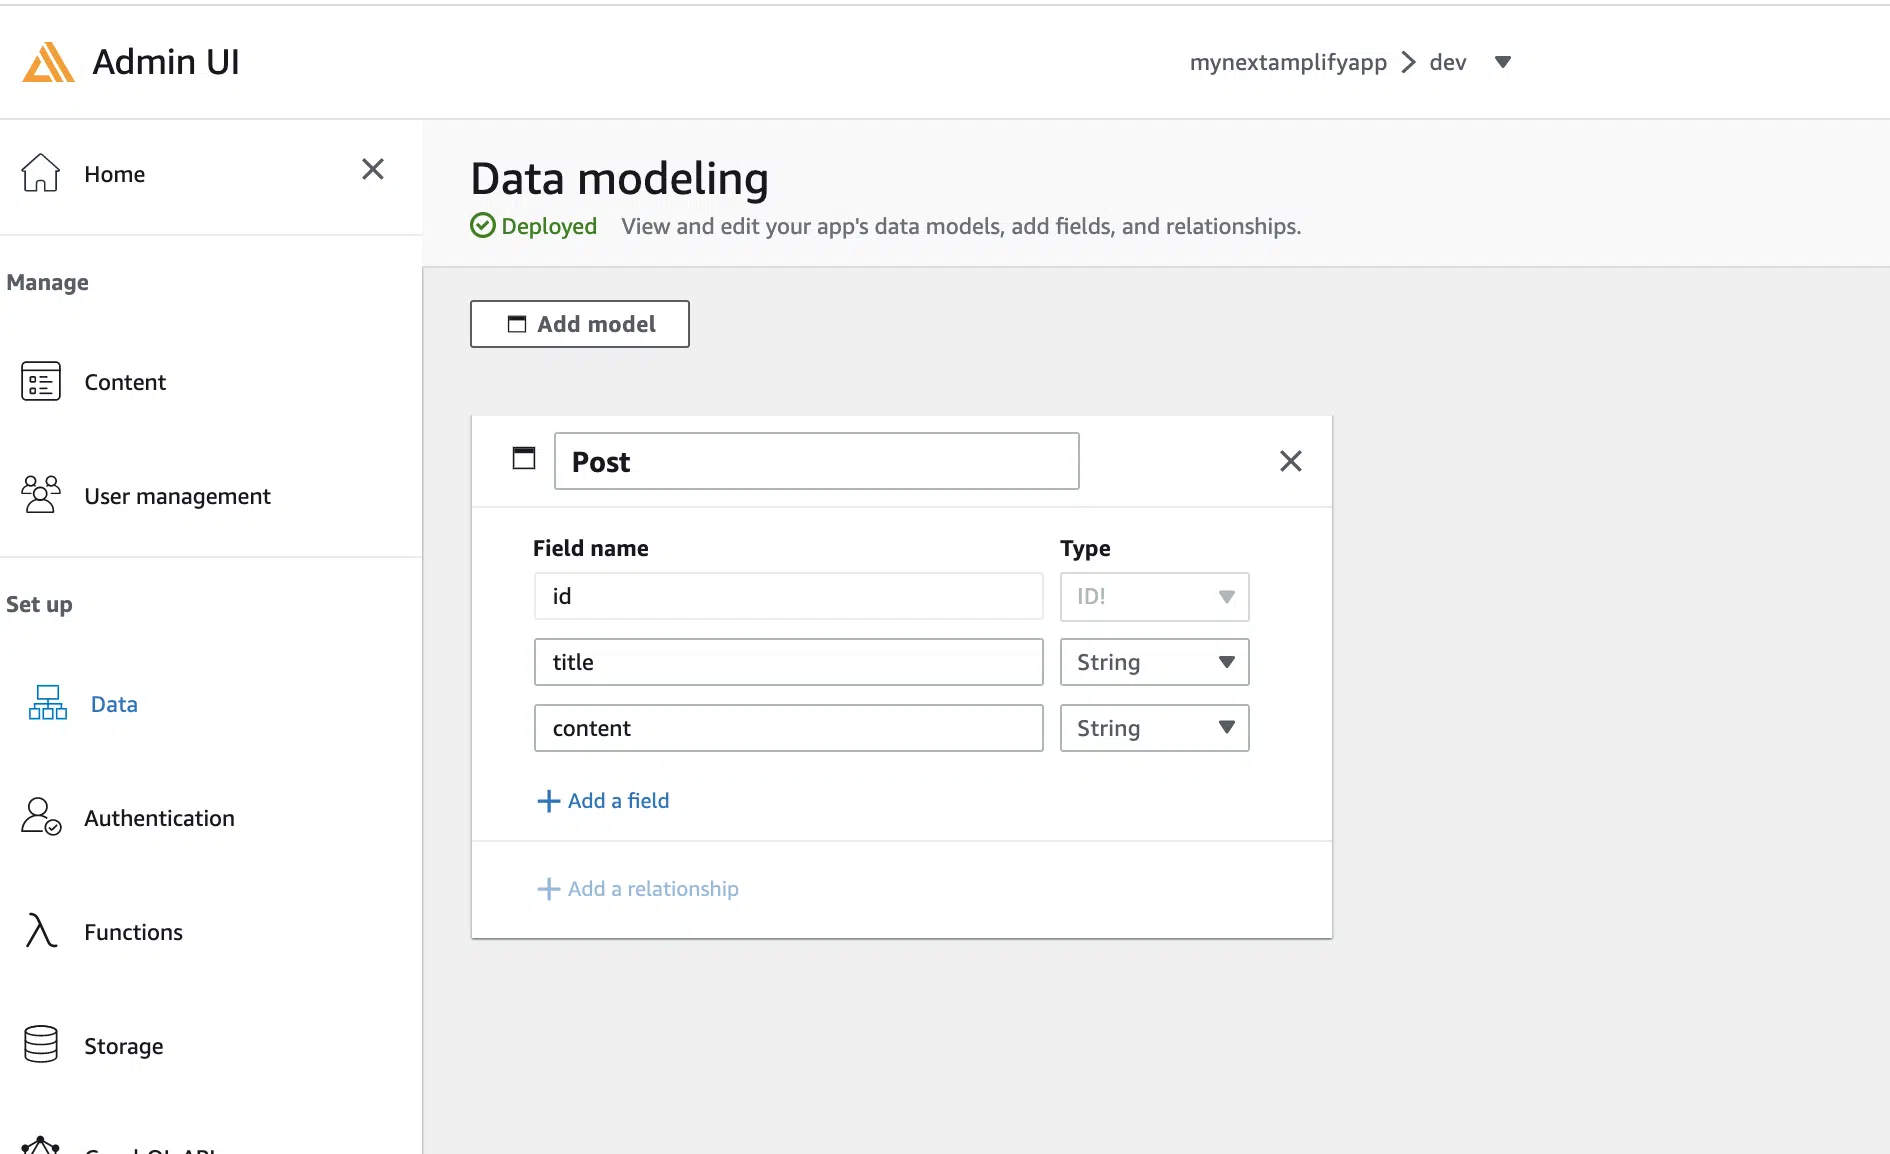 Admin UI
mynextamplifyapp > dev
Home
Manage
Content
User management
Set up
Data
Authentication
Functions
Storage
Data modeling
Deployed View and edit your app's data models, add fields, and relationships.
Add model
Post
Field name Type
id ID!
title String
content String
+ Add a field
+ Add a relationship